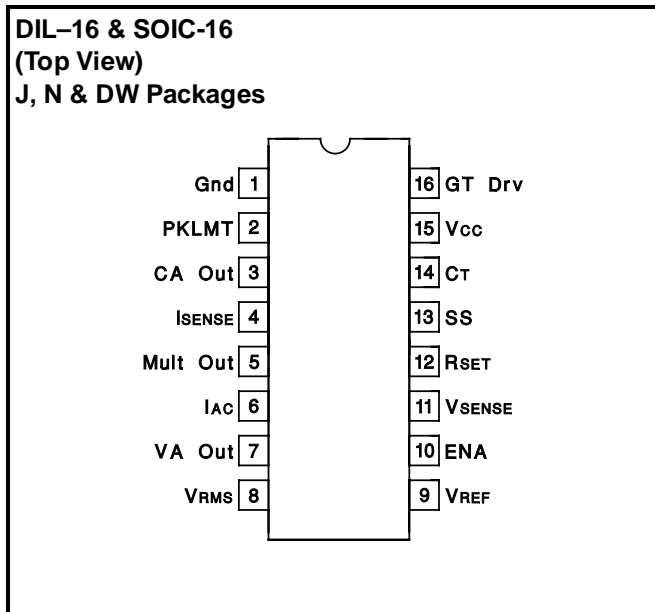 DIL–16 & SOIC-16
(Top View)
J, N & DW Packages
Gnd 1 16 GT Drv
PKLMT 2 15 VCC
CA Out 3 14 CT
ISENSE 4 13 SS
Mult Out 5 12 RSET
IAC 6 11 VSENSE
VA Out 7 10 ENA
VRMS 8 9 VREF